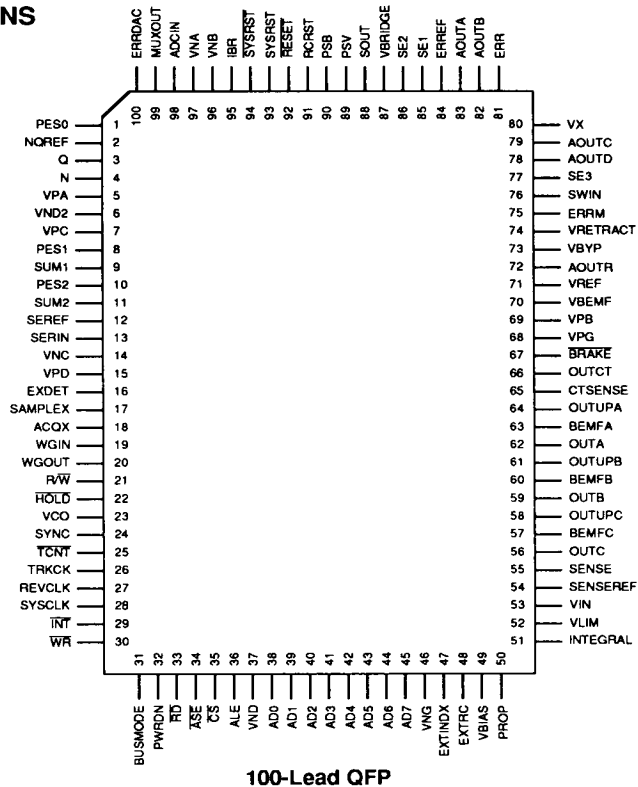 NS
ERRDAC
MUXOUT
ADCIN
VNA
VNB
IBR
S̅Y̅S̅R̅S̅T̅
SYSRST
R̅E̅S̅E̅T̅
RCRST
PSB
PSV
SOUT
VBRIDGE
SE2
SE1
ERREF
AOUTA
AOUTB
ERR
100 99 98 97 96 95 94 93 92 91 90 89 88 87 86 85 84 83 82 81
PES0 1
NQREF 2
Q 3
N 4
VPA 5
VND2 6
VPC 7
PES1 8
SUM1 9
PES2 10
SUM2 11
SEREF 12
SERIN 13
VNC 14
VPD 15
EXDET 16
SAMPLEX 17
ACQX 18
WGIN 19
WGOUT 20
R/W̅ 21
H̅O̅L̅D̅ 22
VCO 23
SYNC 24
T̅C̅N̅T̅ 25
TRKCK 26
REVCLK 27
SYSCLK 28
I̅N̅T̅ 29
W̅R̅ 30
80 VX
79 AOUTC
78 AOUTD
77 SE3
76 SWIN
75 ERRM
74 VRETRACT
73 VBYP
72 AOUTR
71 VREF
70 VBEMF
69 VPB
68 VPG
67 B̅R̅A̅K̅E̅
66 OUTCT
65 CTSENSE
64 OUTUPA
63 BEMFA
62 OUTA
61 OUTUPB
60 BEMFB
59 OUTB
58 OUTUPC
57 BEMFC
56 OUTC
55 SENSE
54 SENSEREF
53 VIN
52 VLIM
51 INTEGRAL
31 32 33 34 35 36 37 38 39 40 41 42 43 44 45 46 47 48 49 50
BUSMODE
PWRDN
R̅D̅
A̅S̅E̅
C̅S̅
ALE
VND
AD0
AD1
AD2
AD3
AD4
AD5
AD6
AD7
VNG
EXTINDX
EXTRC
VBIAS
PROP
100-Lead QFP